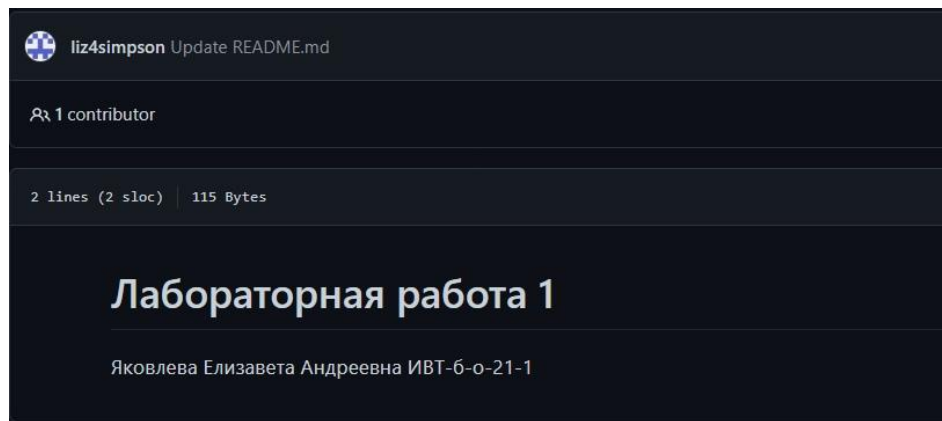 liz4simpson Update README.md
1 contributor
2 lines (2 sloc) 115 Bytes
Лабораторная работа 1
Яковлева Елизавета Андреевна ИВТ-б-о-21-1